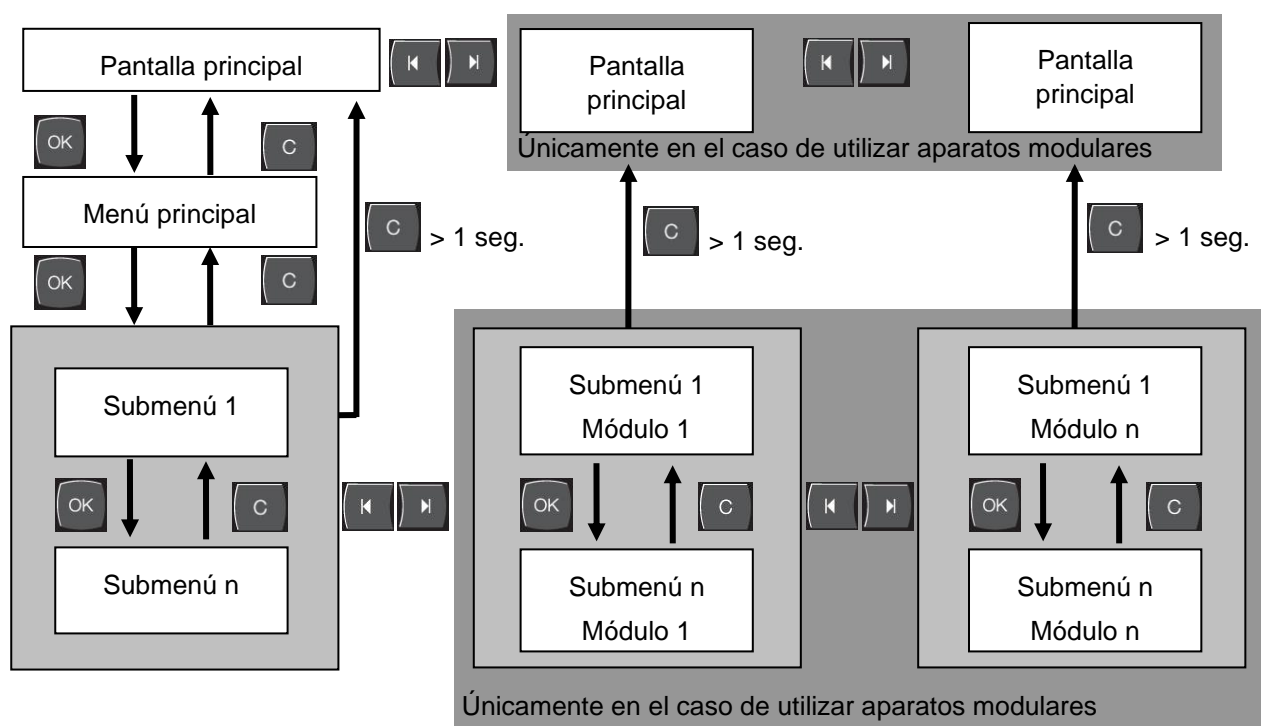 Pantalla principal
Pantalla
principal
Pantalla
principal
Únicamente en el caso de utilizar aparatos modulares
OK
C
Menú principal
C
> 1 seg.
C
> 1 seg.
C
> 1 seg.
OK
C
Submenú 1
OK
C
Submenú n
Submenú 1
Módulo 1
OK
C
Submenú n
Módulo 1
Submenú 1
Módulo n
OK
C
Submenú n
Módulo n
Únicamente en el caso de utilizar aparatos modulares